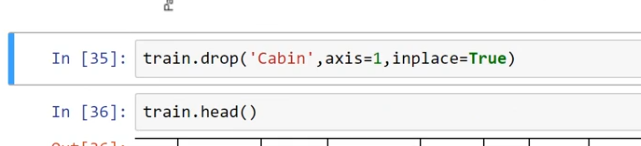 In [35]: train.drop('Cabin',axis=1,inplace=True)
In [36]: train.head()